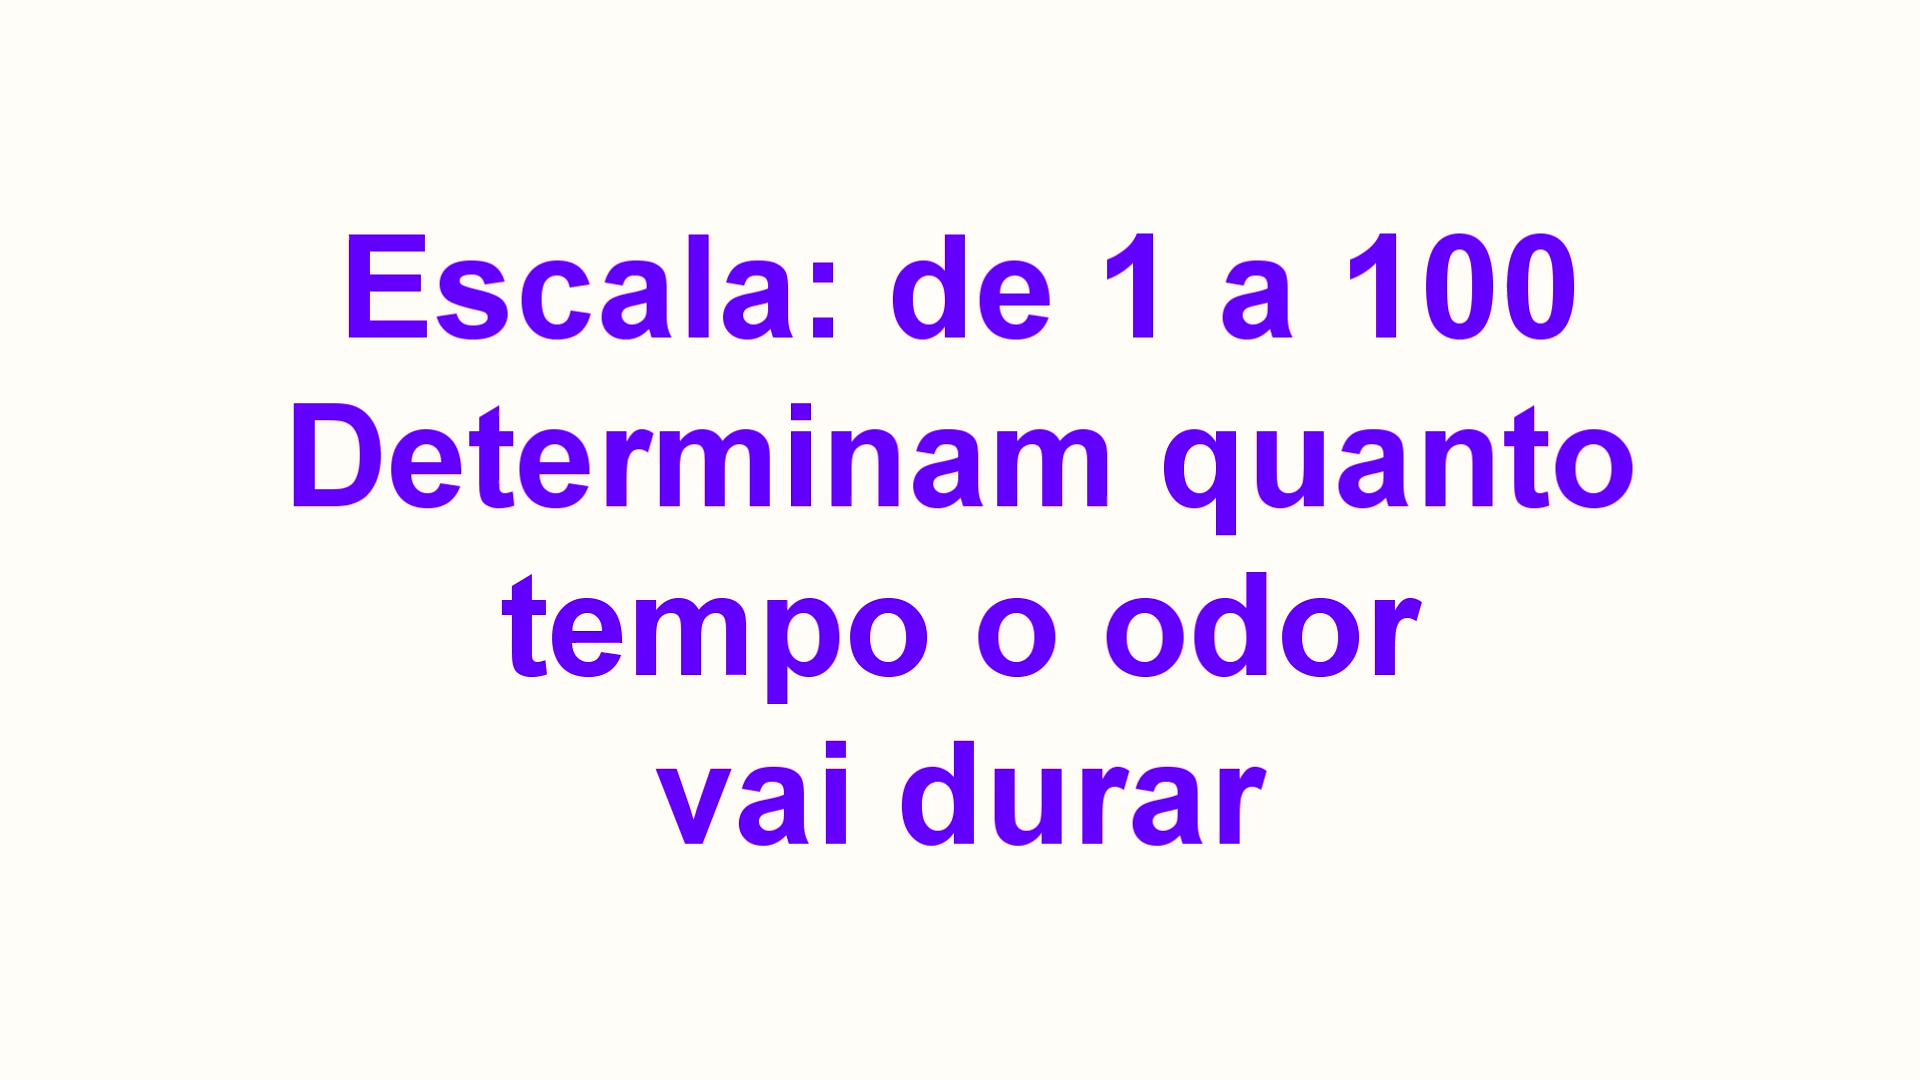 Escala: de 1 a 100
Determinam quanto
tempo o odor
vai durar